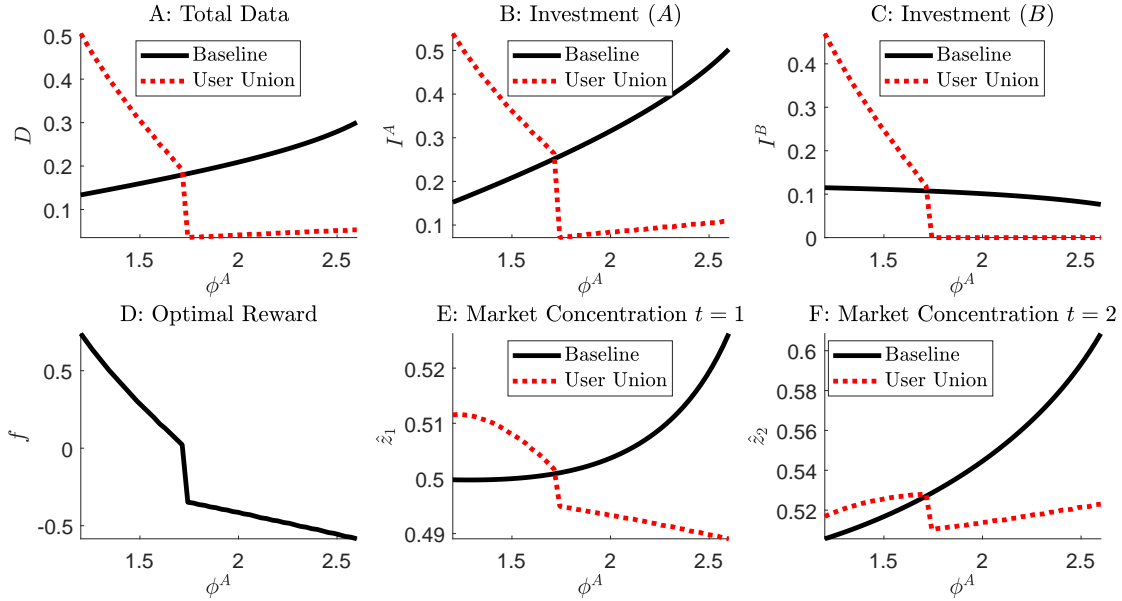 A: Total Data
Baseline
User Union
D
0.5
0.4
0.3
0.2
0.1
1.5
2
2.5
ϕ^A
B: Investment (A)
Baseline
User Union
I^A
0.5
0.4
0.3
0.2
0.1
1.5
2
2.5
ϕ^A
C: Investment (B)
Baseline
User Union
I^B
0.4
0.3
0.2
0.1
0
1.5
2
2.5
ϕ^A
D: Optimal Reward
f
0.5
0
-0.5
1.5
2
2.5
ϕ^A
E: Market Concentration t = 1
Baseline
User Union
ẑ_1
0.52
0.51
0.5
0.49
1.5
2
2.5
ϕ^A
F: Market Concentration t = 2
Baseline
User Union
ẑ_2
0.6
0.58
0.56
0.54
0.52
1.5
2
2.5
ϕ^A